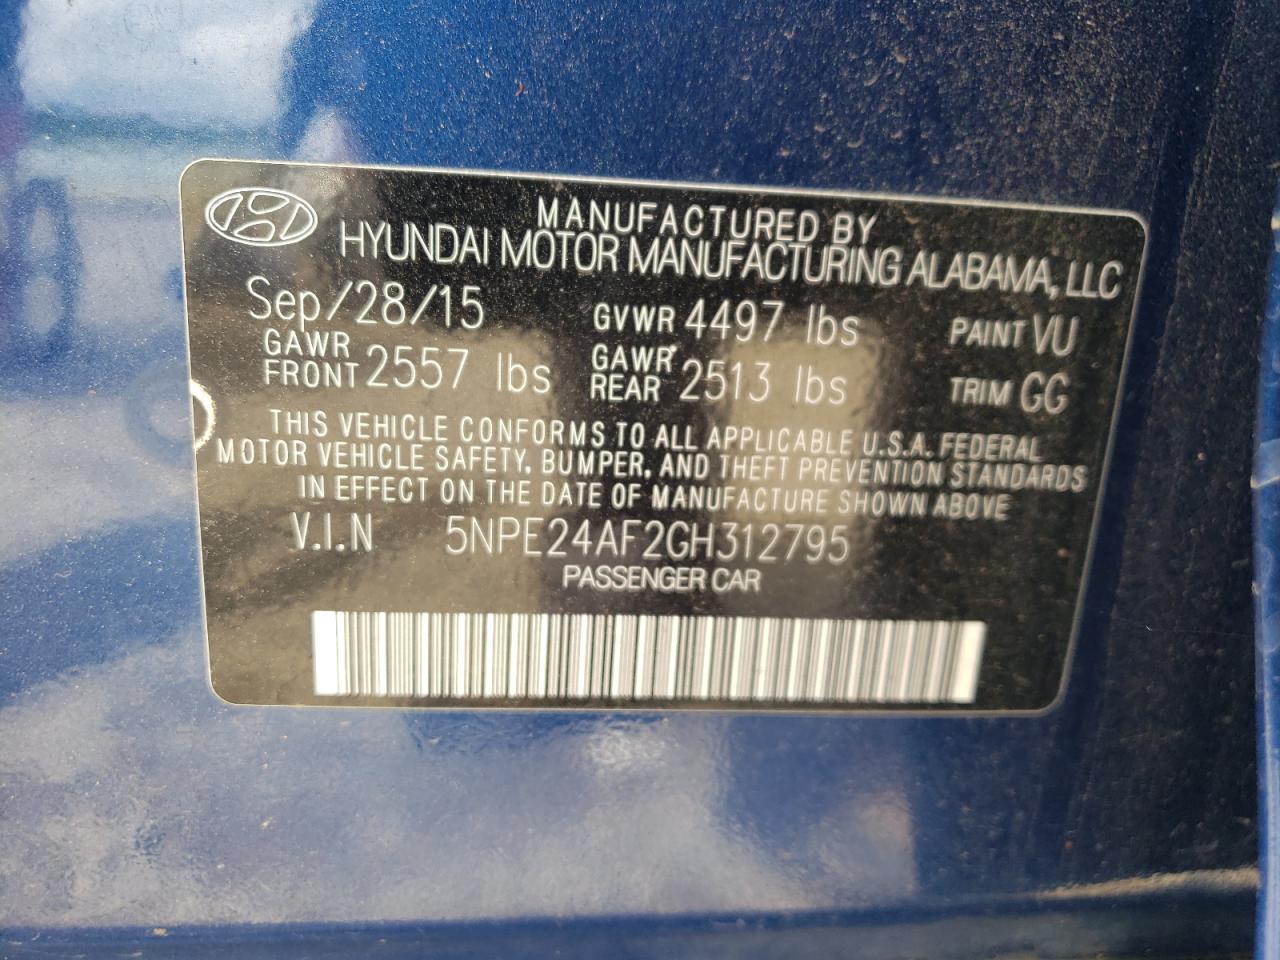 MANUFACTURED BY
HYUNDAI MOTOR MANUFACTURING ALABAMA, LLC
Sep/28/15 GVWR 4497 lbs PAINT VU
GAWR FRONT 2557 lbs GAWR REAR 2513 lbs TRIM GG
THIS VEHICLE CONFORMS TO ALL APPLICABLE U.S.A. FEDERAL
MOTOR VEHICLE SAFETY, BUMPER, AND THEFT PREVENTION STANDARDS
IN EFFECT ON THE DATE OF MANUFACTURE SHOWN ABOVE.
V.I.N 5NPE24AF2GH312795
PASSENGER CAR